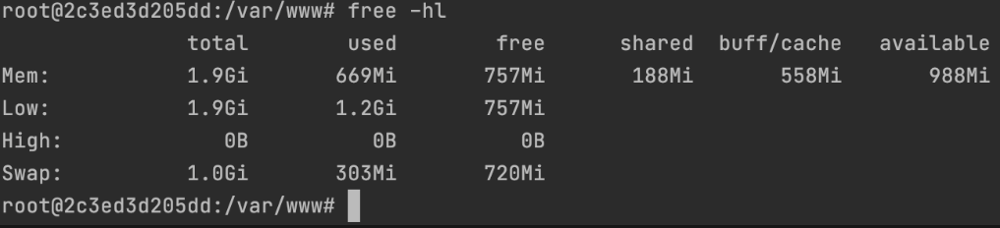 root@2c3ed3d205dd:/var/www# free -hl
total used free shared buff/cache available
Mem: 1.9Gi 669Mi 757Mi 188Mi 558Mi 988Mi
Low: 1.9Gi 1.2Gi 757Mi
High: 0B 0B 0B
Swap: 1.0Gi 303Mi 720Mi
root@2c3ed3d205dd:/var/www#